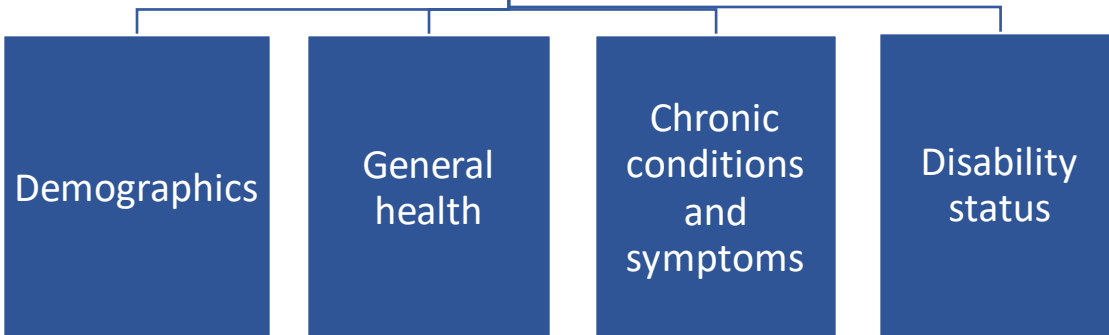 Demographics
General
health
Chronic
conditions
and
symptoms
Disability
status